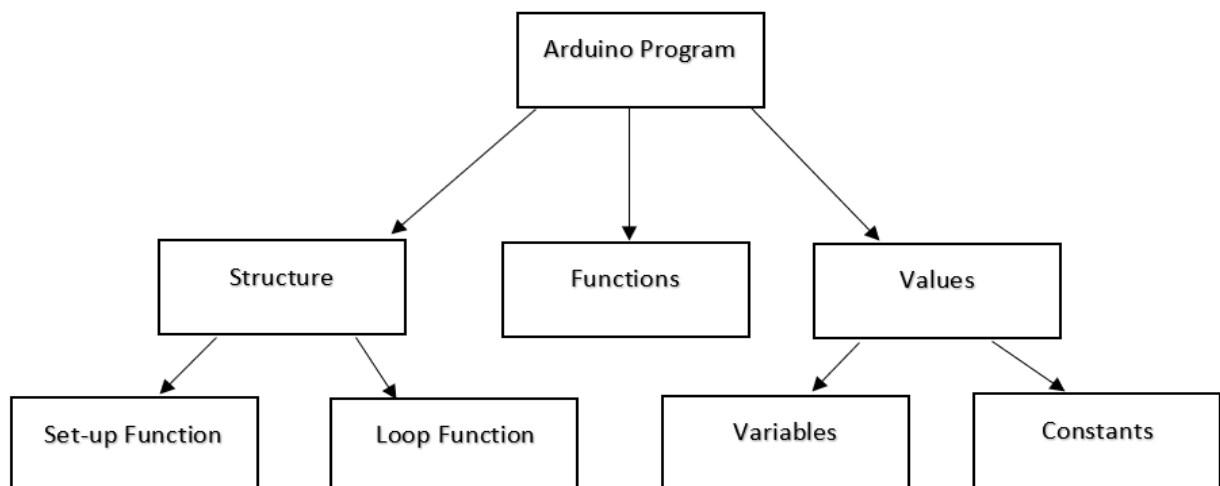 Arduino Program
Structure
Functions
Values
Set-up Function
Loop Function
Variables
Constants